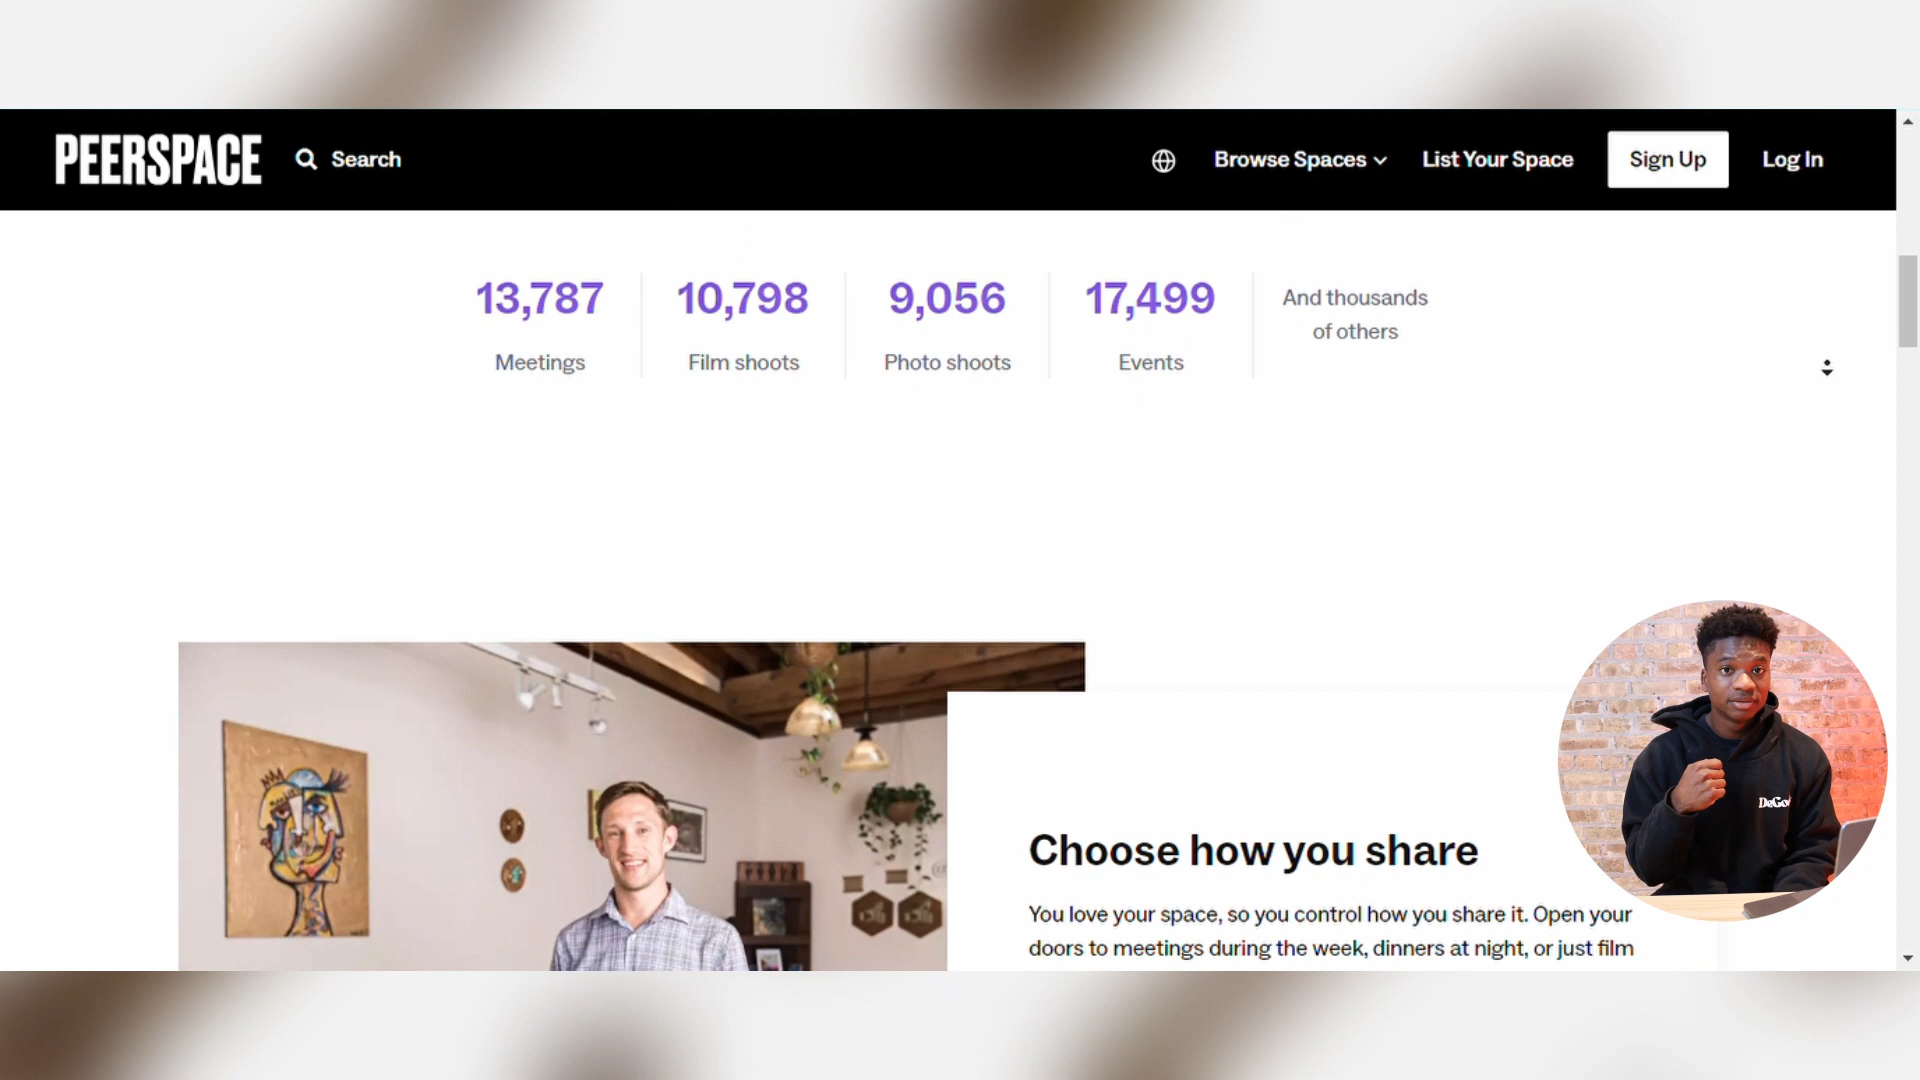 PEERSPACE
Search
Browse Spaces
List Your Space
Sign Up
Log In
13,787
10,798
9,056
17,499
And thousands
of others
Meetings
Film shoots
Photo shoots
Events
Choose how you share
You love your space, so you control how you share it. Open your
doors to meetings during the week, dinners at night, or just film